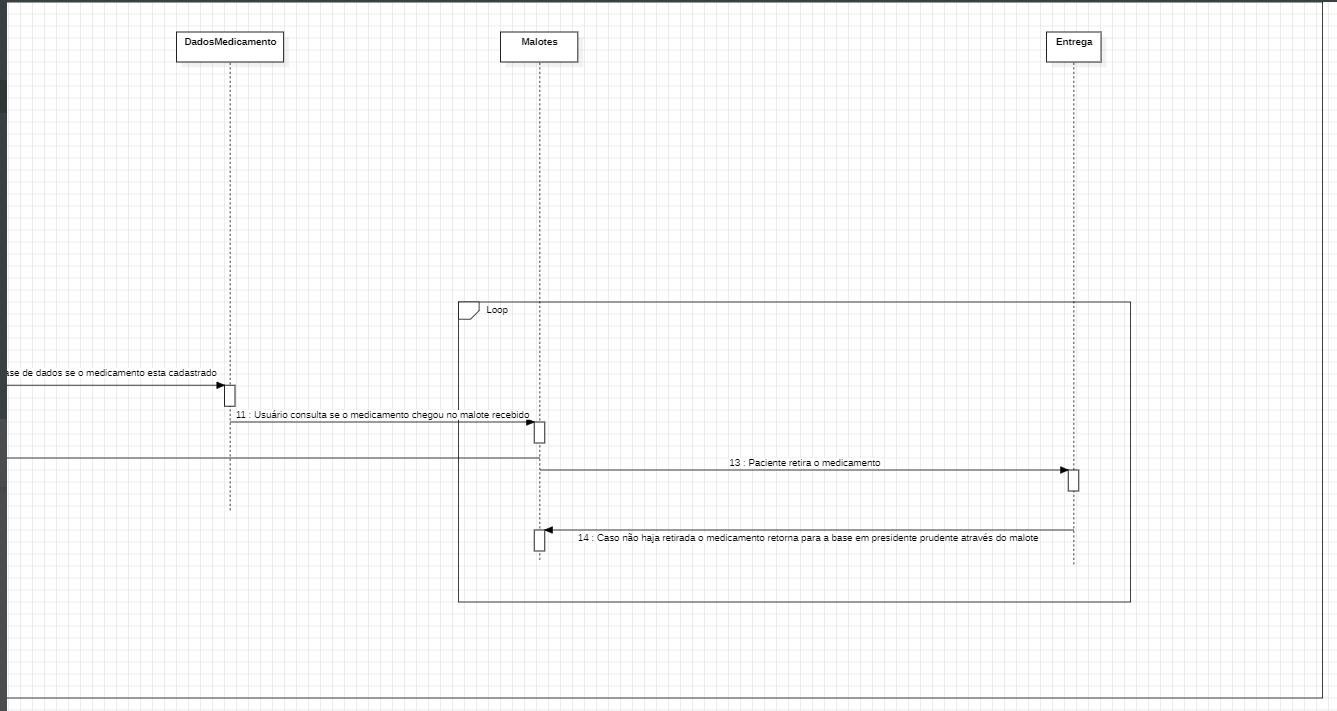 DadosMedicamento
Malotes
Entrega
Loop
de dados se o medicamento esta cadastrado
11 : Usuário consulta se o medicamento chegou no malote recebido
13 : Paciente retira o medicamento
14 : Caso não haja retirada o medicamento retorna para a base em presidente prudente através do malote